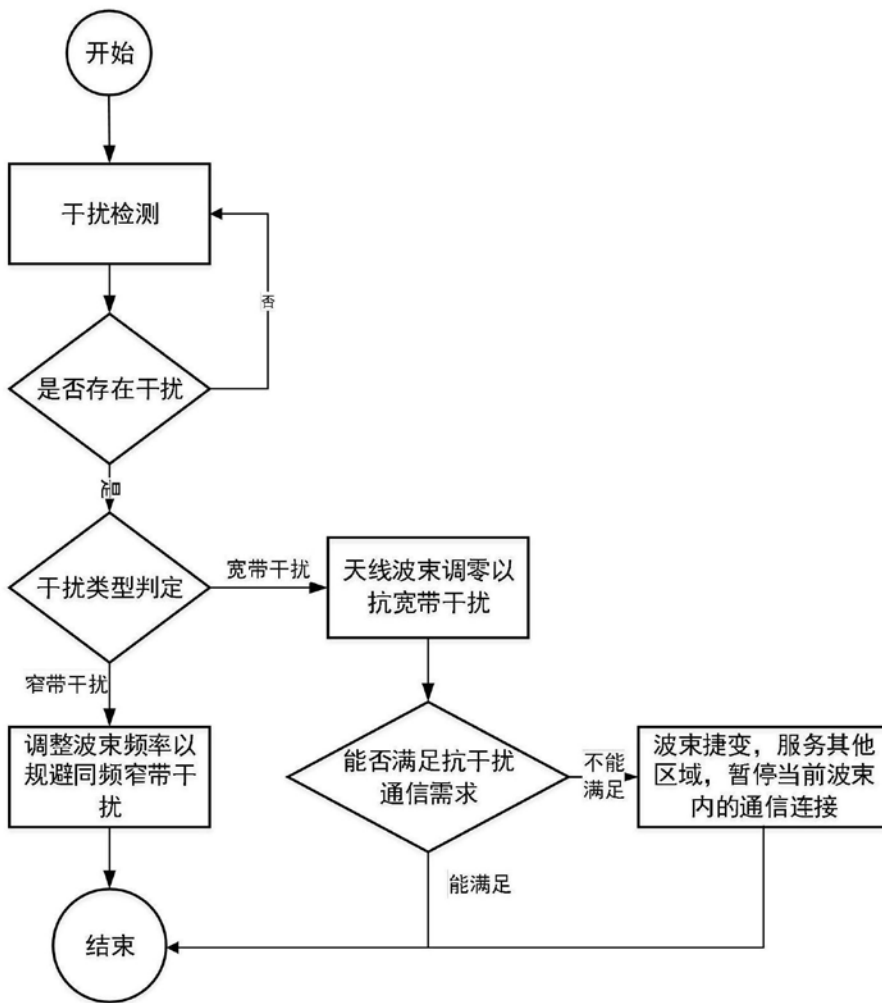 开始
干扰检测
否
是否存在干扰
是
干扰类型判定
宽带干扰
天线波束调零以
抗宽带干扰
窄带干扰
调整波束频率以
规避同频窄带干
扰
能否满足抗干扰
通信需求
不能
满足
波束捷变，服务其他
区域，暂停当前波束
内的通信连接
能满足
结束